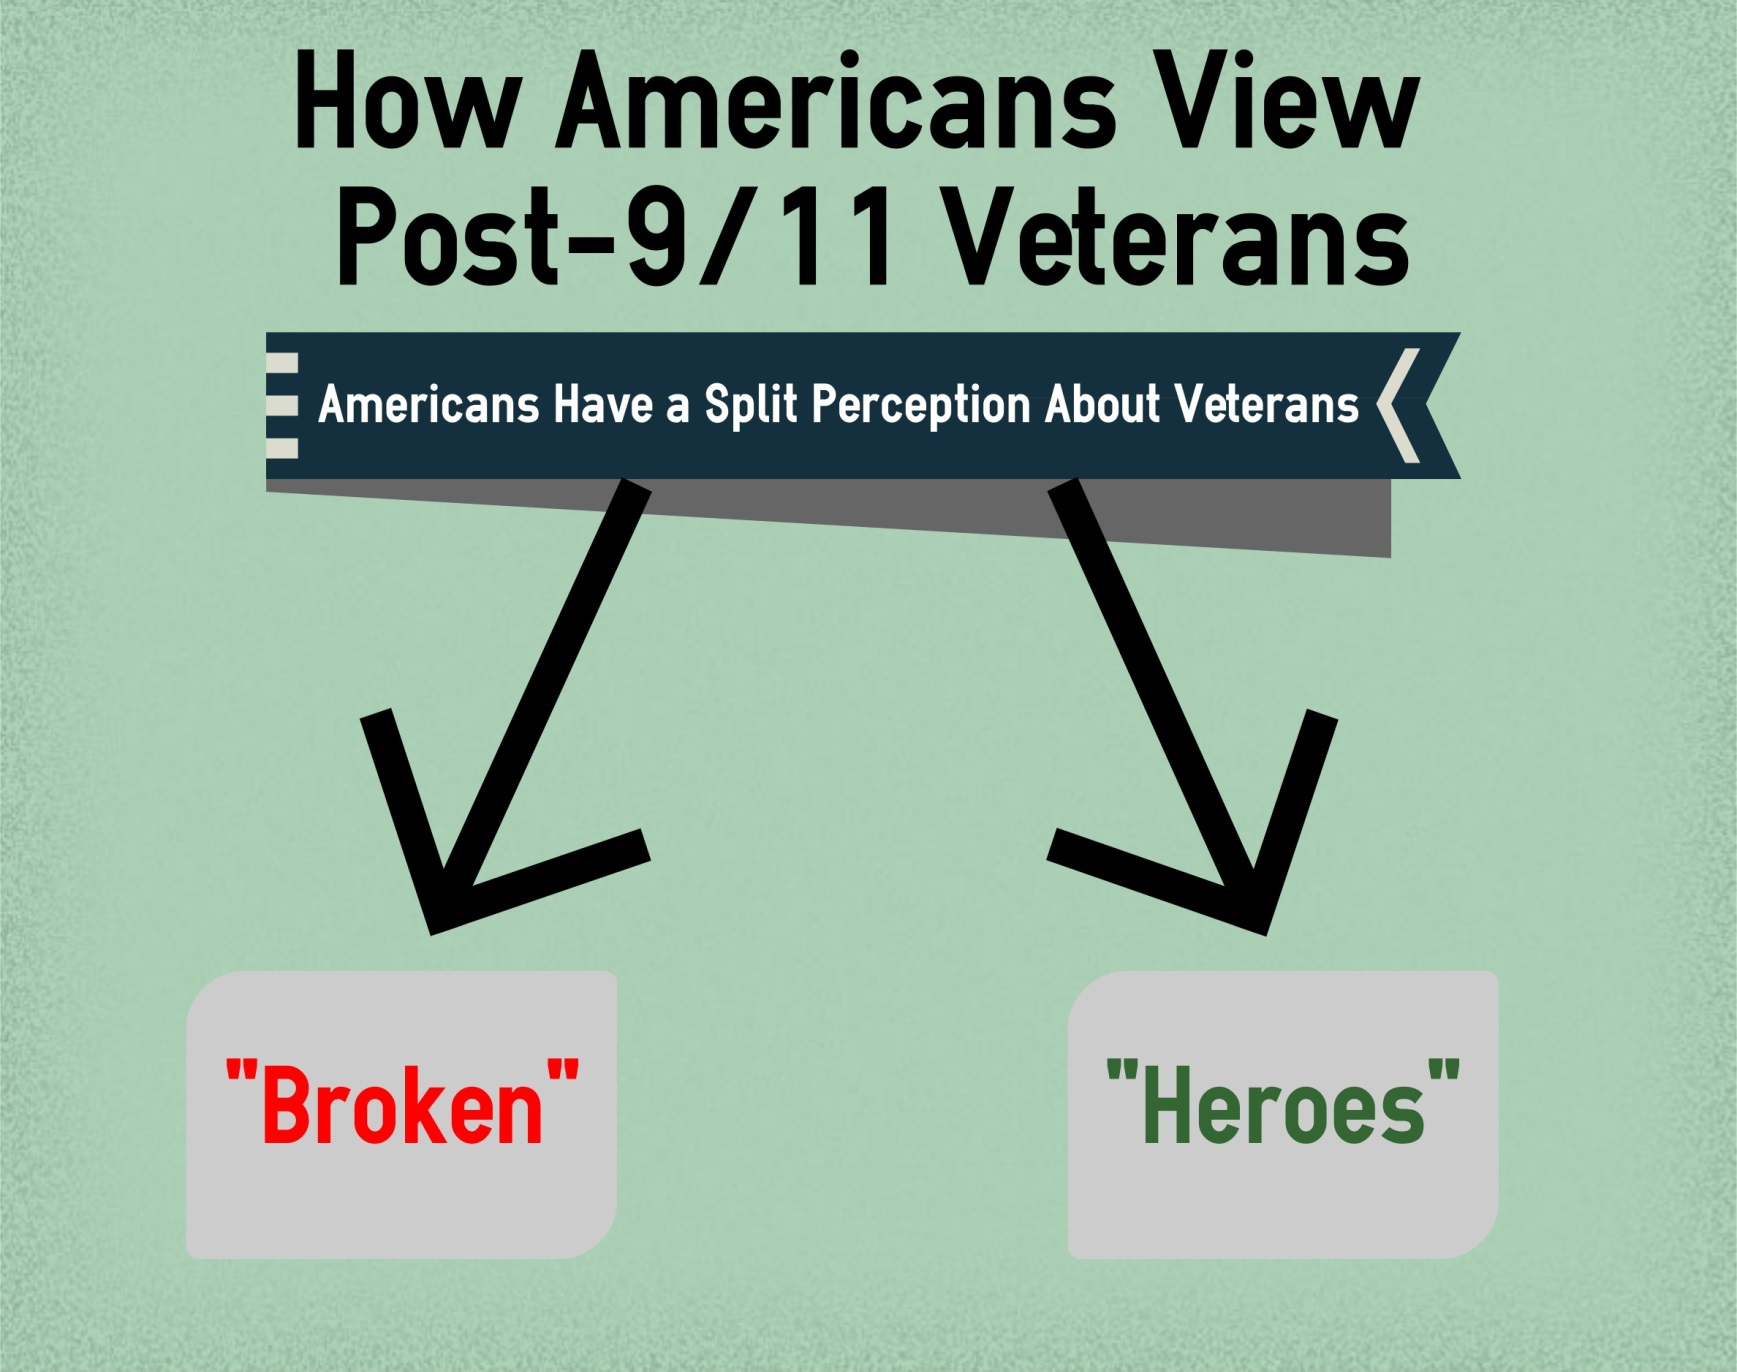 How Americans View
Post-9/11 Veterans
Americans Have a Split Perception About Veterans
"Broken"
"Heroes"